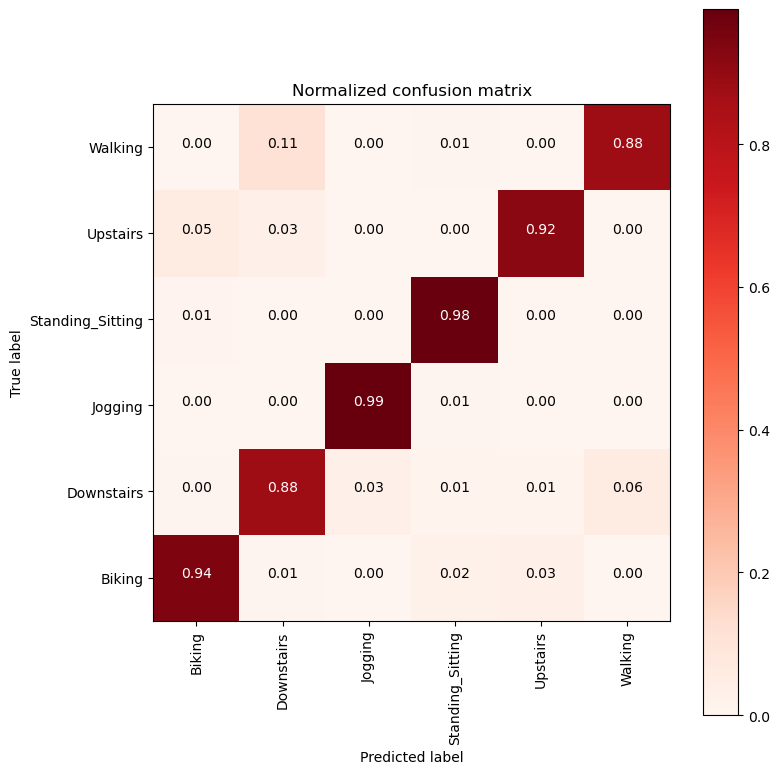 Normalized confusion matrix
True label
Walking 0.00 0.11 0.00 0.01 0.00 0.88
Upstairs 0.05 0.03 0.00 0.00 0.92 0.00
Standing_Sitting 0.01 0.00 0.00 0.98 0.00 0.00
Jogging 0.00 0.00 0.99 0.01 0.00 0.00
Downstairs 0.00 0.88 0.03 0.01 0.01 0.06
Biking 0.94 0.01 0.00 0.02 0.03 0.00
Biking
Downstairs
Jogging
Standing_Sitting
Upstairs
Walking
Predicted label
0.8
0.6
0.4
0.2
0.0